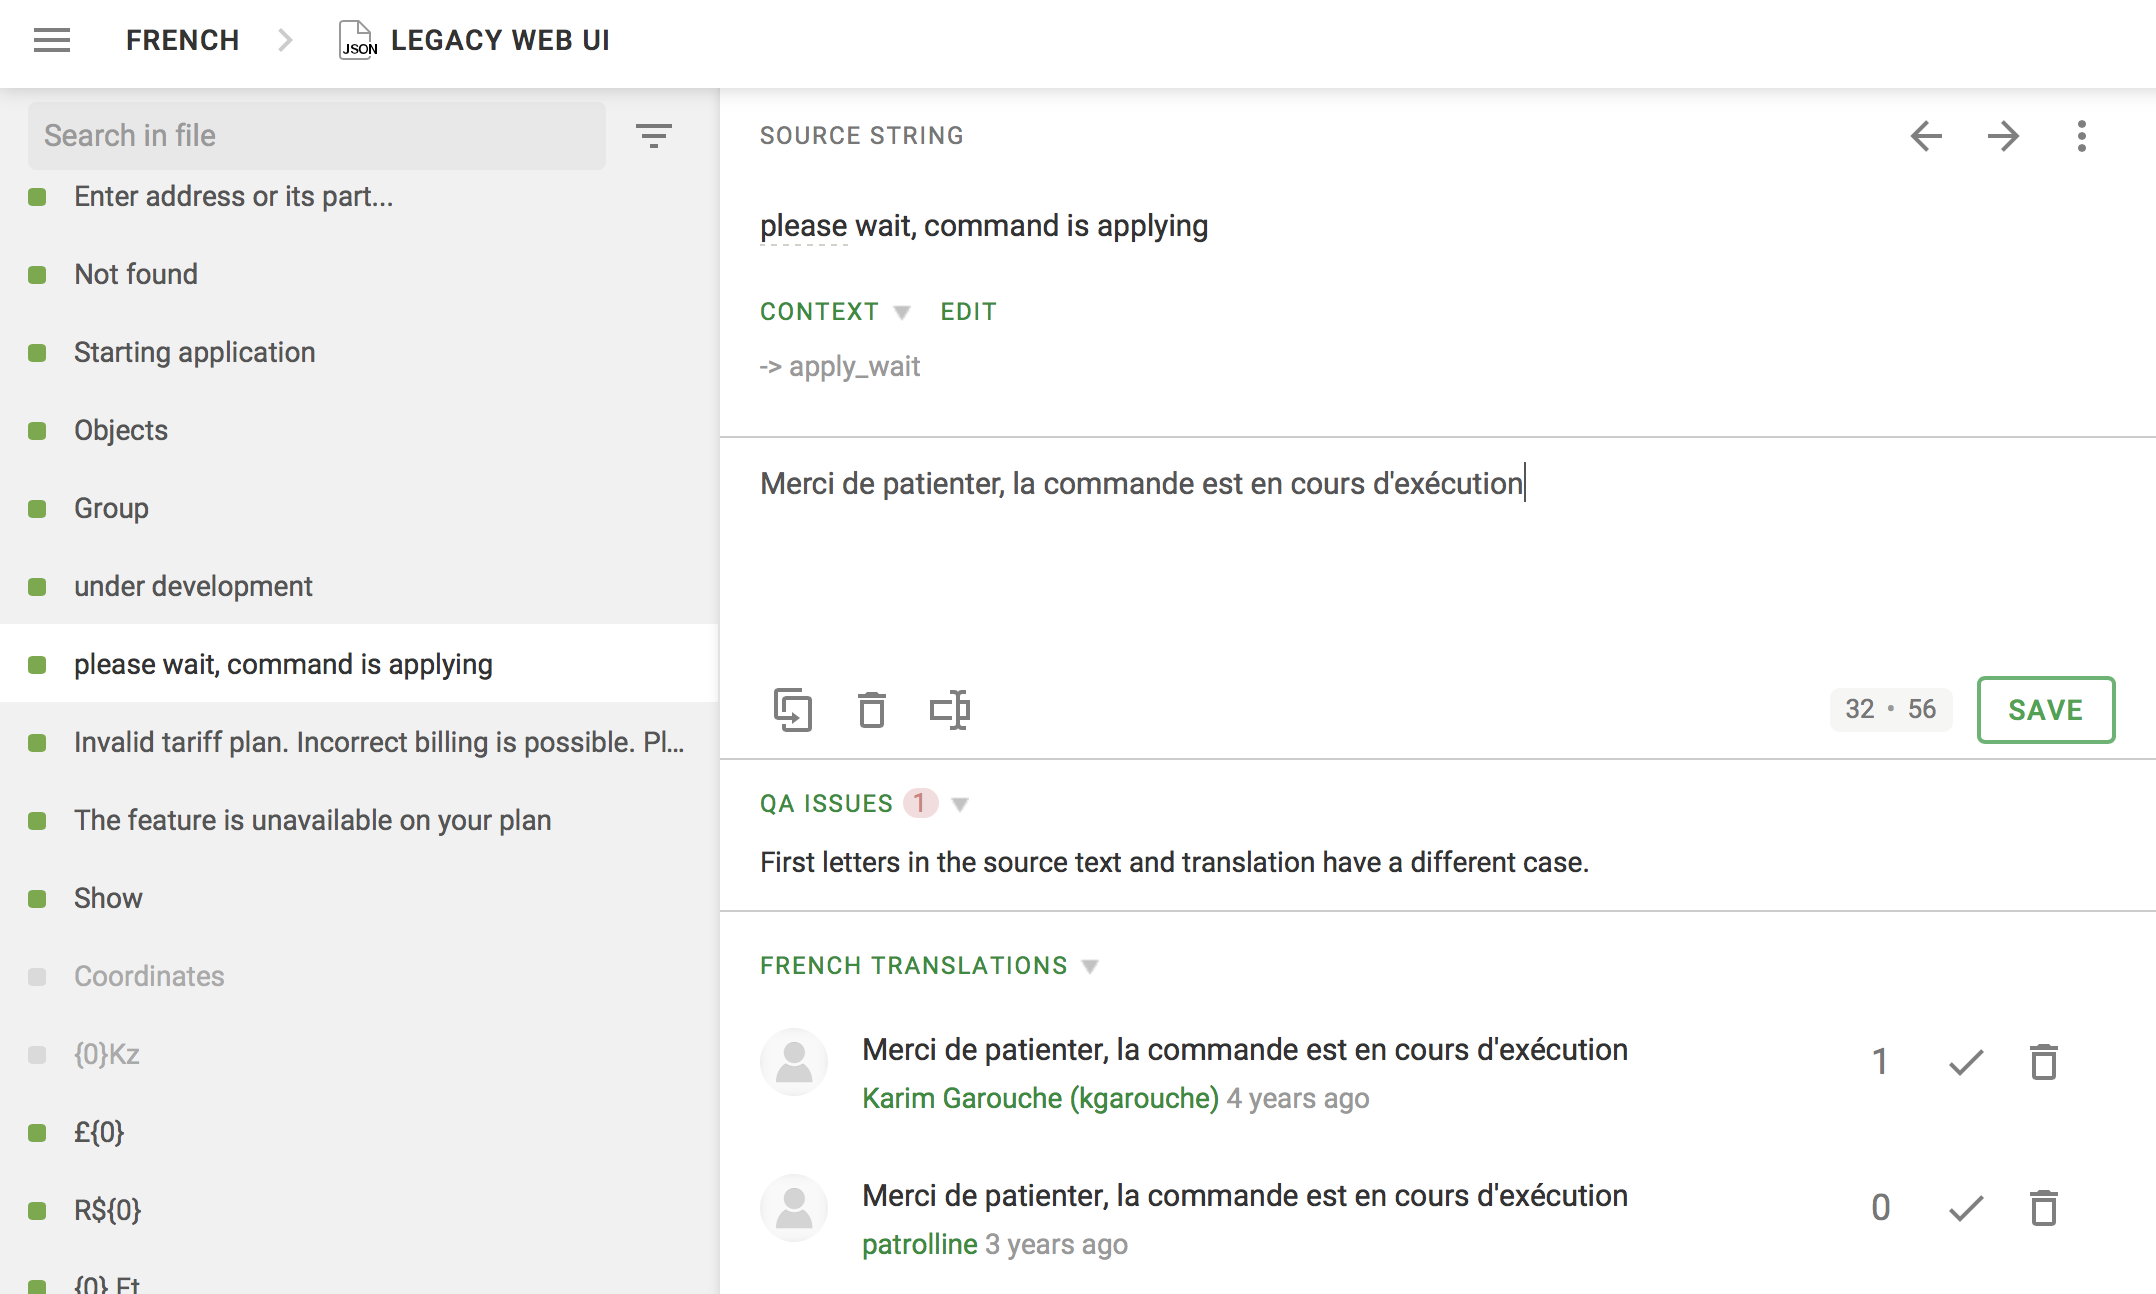 FRENCH
JSON
LEGACY WEB UI
Search in file
Enter address or its part...
Not found
Starting application
Objects
Group
under development
please wait, command is applying
Invalid tariff plan. Incorrect billing is possible. Pl...
The feature is unavailable on your plan
Show
Coordinates
{0}Kz
£{0}
R${0}
{0} Ft
SOURCE STRING
please wait, command is applying
CONTEXT
EDIT
-> apply_wait
Merci de patienter, la commande est en cours d'exécution
32 • 56
SAVE
QA ISSUES 1
First letters in the source text and translation have a different case.
FRENCH TRANSLATIONS
Merci de patienter, la commande est en cours d'exécution
1
Karim Garouche (kgarouche) 4 years ago
Merci de patienter, la commande est en cours d'exécution
0
patrolline 3 years ago